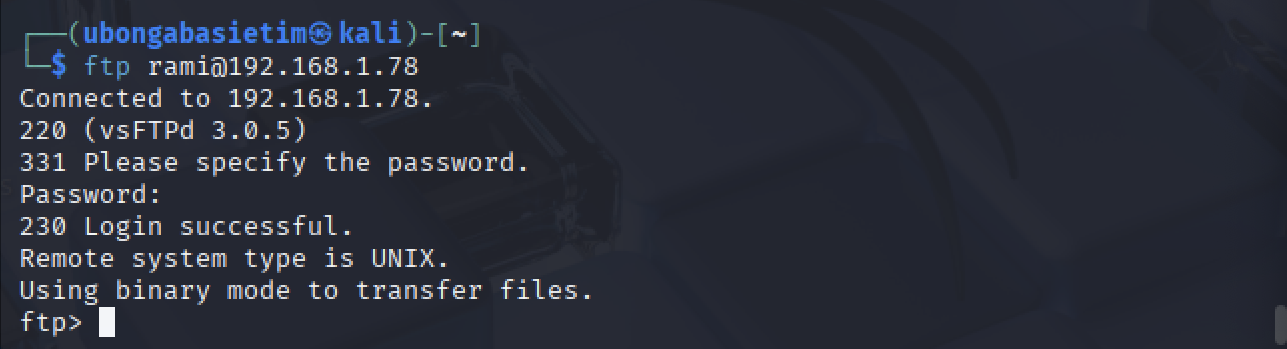 ┌──(ubongabasietim㉿kali)-[~]
└─$ ftp rami@192.168.1.78
Connected to 192.168.1.78.
220 (vsFTPd 3.0.5)
331 Please specify the password.
Password:
230 Login successful.
Remote system type is UNIX.
Using binary mode to transfer files.
ftp>